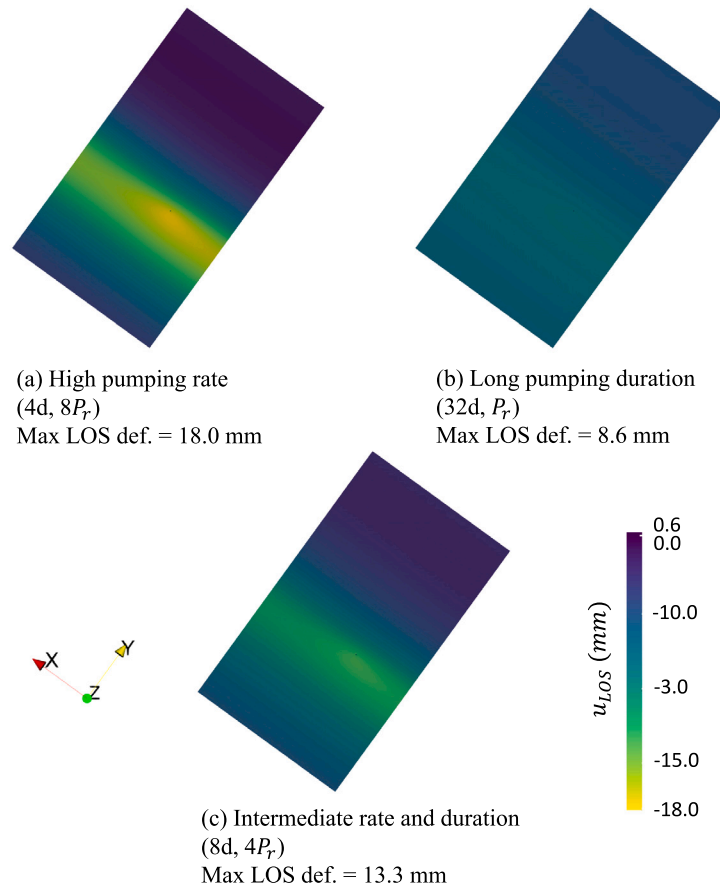 (a) High pumping rate
(4d, 8Pᵣ)
Max LOS def. = 18.0 mm
(b) Long pumping duration
(32d, Pᵣ)
Max LOS def. = 8.6 mm
X
Y
Z
0.6
0.0
-10.0
-3.0
-15.0
-18.0
u_LOS (mm)
(c) Intermediate rate and duration
(8d, 4Pᵣ)
Max LOS def. = 13.3 mm